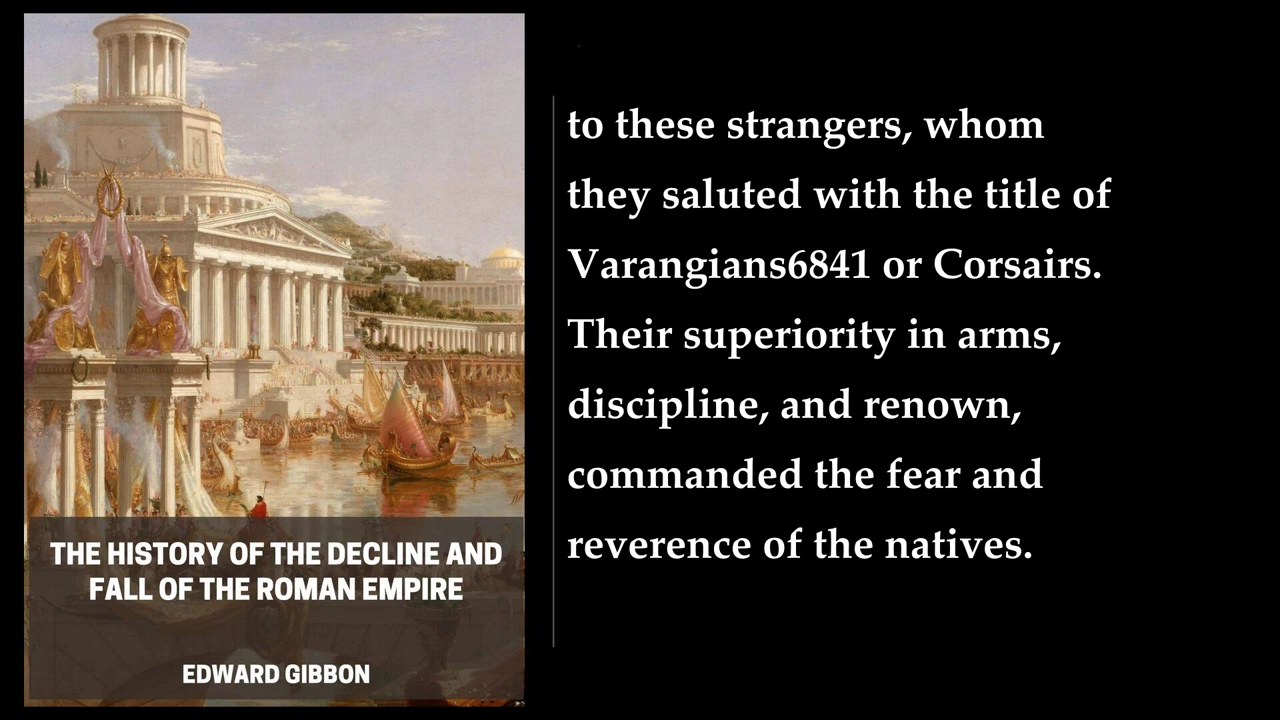 THE HISTORY OF THE DECLINE AND
FALL OF THE ROMAN EMPIRE
EDWARD GIBBON
to these strangers, whom
they saluted with the title of
Varangians6841 or Corsairs.
Their superiority in arms,
discipline, and renown,
commanded the fear and
reverence of the natives.